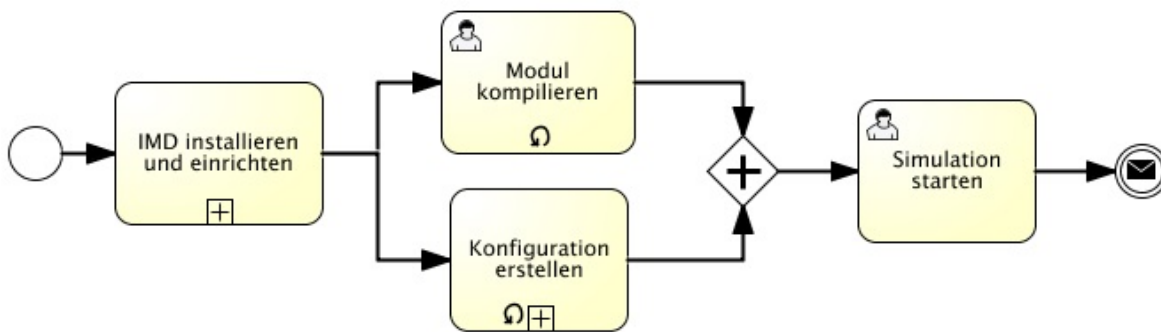 IMD installieren
und einrichten
Modul
kompilieren
Konfiguration
erstellen
Simulation
starten